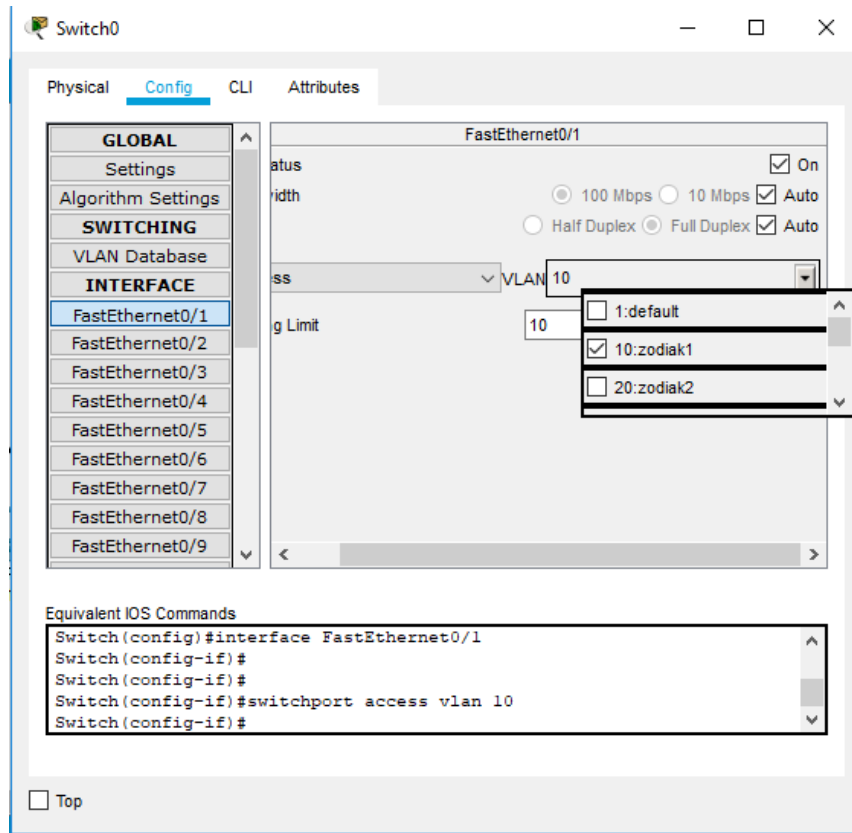 Switch0
Physical Config CLI Attributes
GLOBAL
Settings
Algorithm Settings
SWITCHING
VLAN Database
INTERFACE
FastEthernet0/1
FastEthernet0/2
FastEthernet0/3
FastEthernet0/4
FastEthernet0/5
FastEthernet0/6
FastEthernet0/7
FastEthernet0/8
FastEthernet0/9
FastEthernet0/1
atus On
idth 100 Mbps 10 Mbps Auto
Half Duplex Full Duplex Auto
ss VLAN 10
1:default
g Limit 10
10:zodiak1
20:zodiak2
Equivalent IOS Commands
Switch(config)#interface FastEthernet0/1
Switch(config-if)#
Switch(config-if)#
Switch(config-if)#switchport access vlan 10
Switch(config-if)#
Top